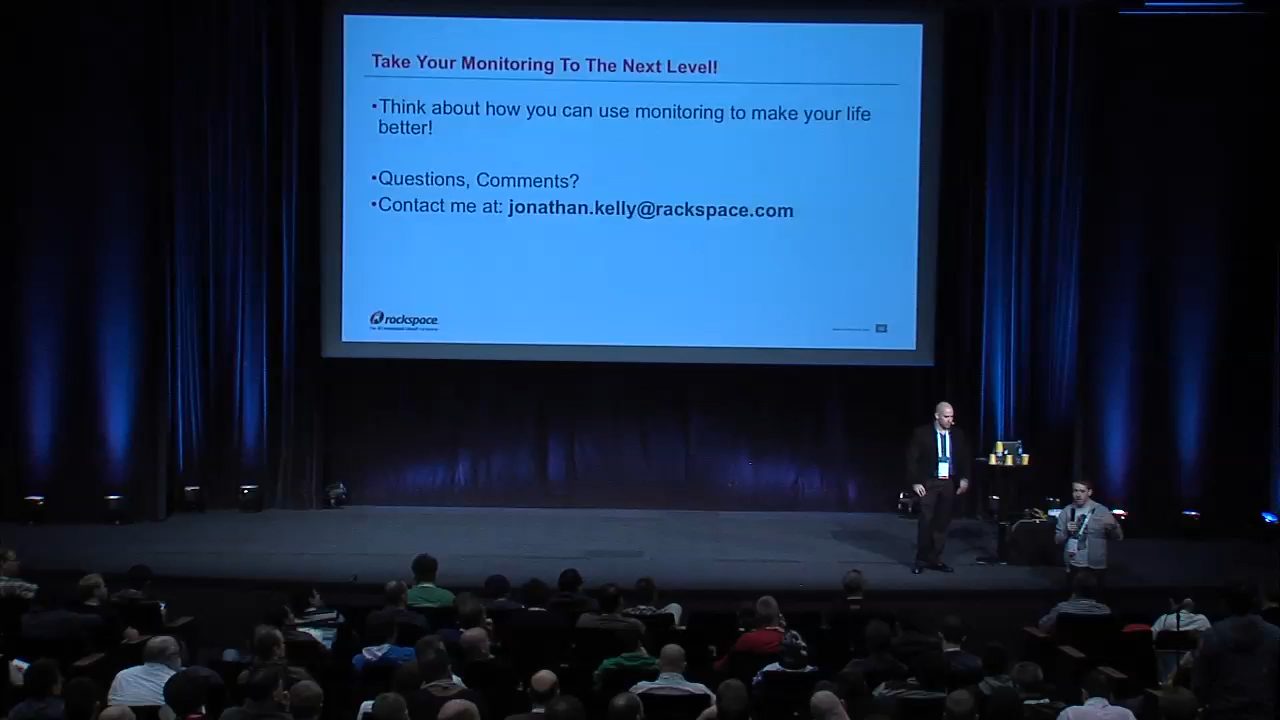 Take Your Monitoring To The Next Level!
•Think about how you can use monitoring to make your life
better!
•Questions, Comments?
•Contact me at: jonathan.kelly@rackspace.com
rackspace